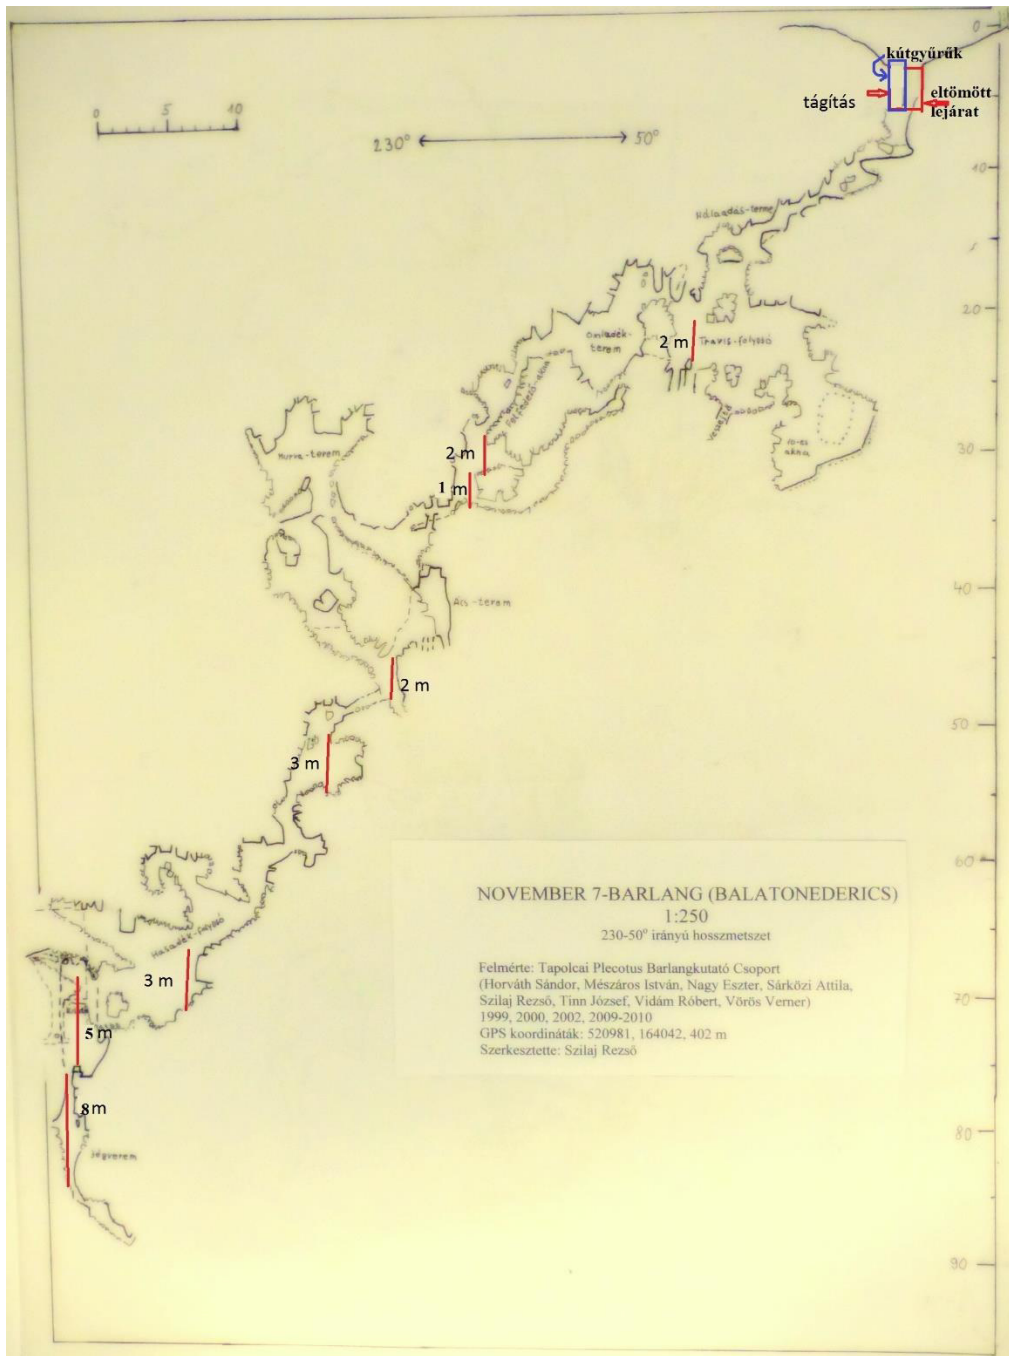 0
kútgyűrűk
eltömött
lejárat
tágítás
0 5 10
230° 50°
10
20
2 m
Travis-folyosó
Omladék-
terem
30
2 m
1 m
Hurva-terem
akna
40
Ács-terem
2 m
50
3 m
60
NOVEMBER 7-BARLANG (BALATONEDERICS)
1:250
230-50° irányú hosszmetszet
Felmérte: Tapolcai Plecotus Barlangkutató Csoport
(Horváth Sándor, Mészáros István, Nagy Eszter, Sárközi Attila,
Szilaj Rezső, Tinn József, Vidám Róbert, Vörös Verner)
1999, 2000, 2002, 2009-2010
GPS koordináták: 520981, 164042, 402 m
Szerkesztette: Szilaj Rezső
Hasadék-folyosó
3 m
70
5 m
8 m
80
Jégverem
90